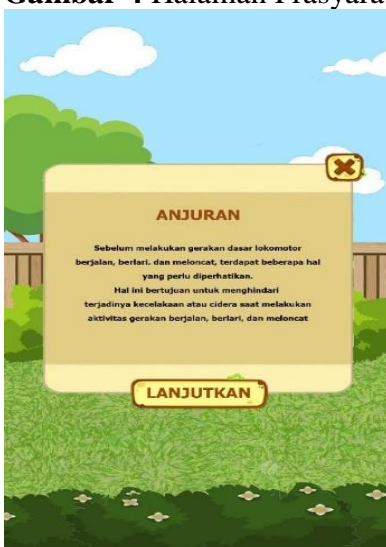 Gambar 4 Halaman Prasyara
ANJURAN
Sebelum melakukan gerakan dasar lokomotor
berjalan, berlari. dan meloncat, terdapat beberapa hal
yang perlu diperhatikan.
Hal ini bertujuan untuk menghindari
terjadinya kecelakaan atau cidera saat melakukan
aktivitas gerakan berjalan, berlari, dan meloncat
LANJUTKAN